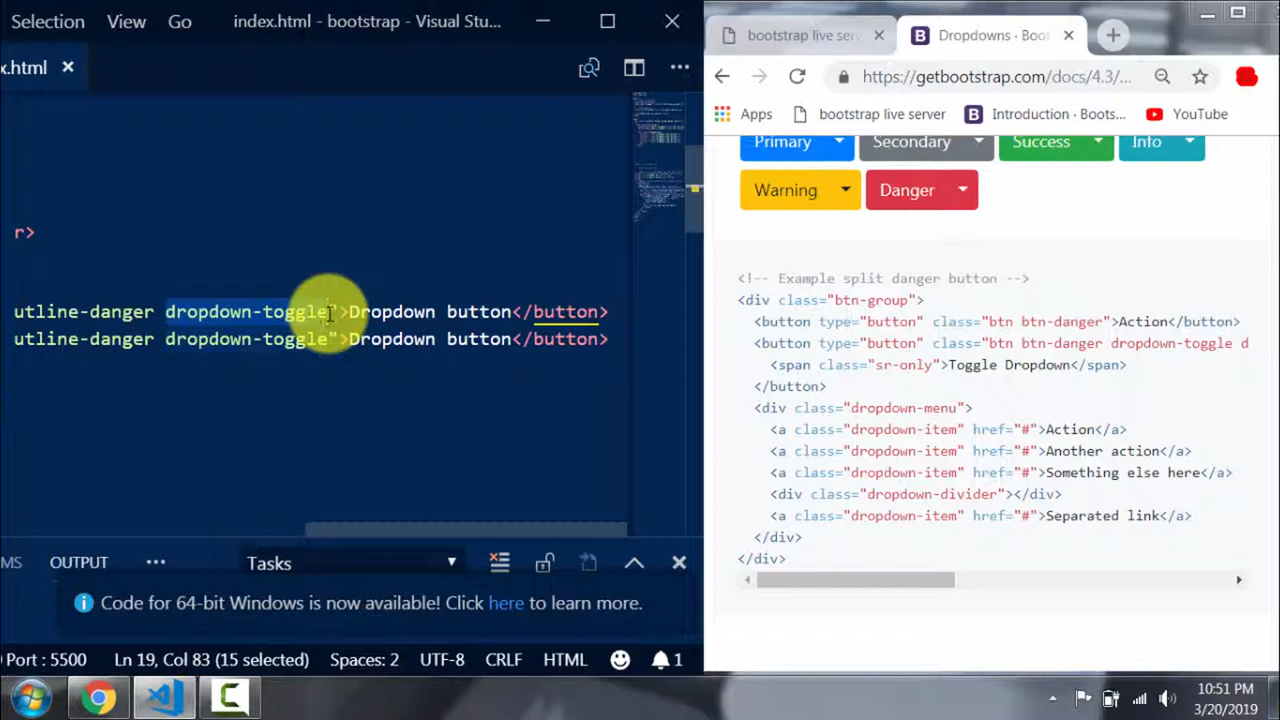 Selection View Go index.html - bootstrap - Visual Stu...
x.html
r>
utline-danger dropdown-toggle">Dropdown button</button>
utline-danger dropdown-toggle">Dropdown button</button>
MS OUTPUT ... Tasks
Code for 64-bit Windows is now available! Click here to learn more.
Port : 5500 Ln 19, Col 83 (15 selected) Spaces: 2 UTF-8 CRLF HTML 1
bootstrap live serv
Dropdowns · Boot
https://getbootstrap.com/docs/4.3/...
Apps bootstrap live server Introduction · Boots... YouTube
Primary Secondary Success Info
Warning Danger
<!-- Example split danger button -->
<div class="btn-group">
<button type="button" class="btn btn-danger">Action</button>
<button type="button" class="btn btn-danger dropdown-toggle d
<span class="sr-only">Toggle Dropdown</span>
</button>
<div class="dropdown-menu">
<a class="dropdown-item" href="#">Action</a>
<a class="dropdown-item" href="#">Another action</a>
<a class="dropdown-item" href="#">Something else here</a>
<div class="dropdown-divider"></div>
<a class="dropdown-item" href="#">Separated link</a>
</div>
</div>
10:51 PM
3/20/2019